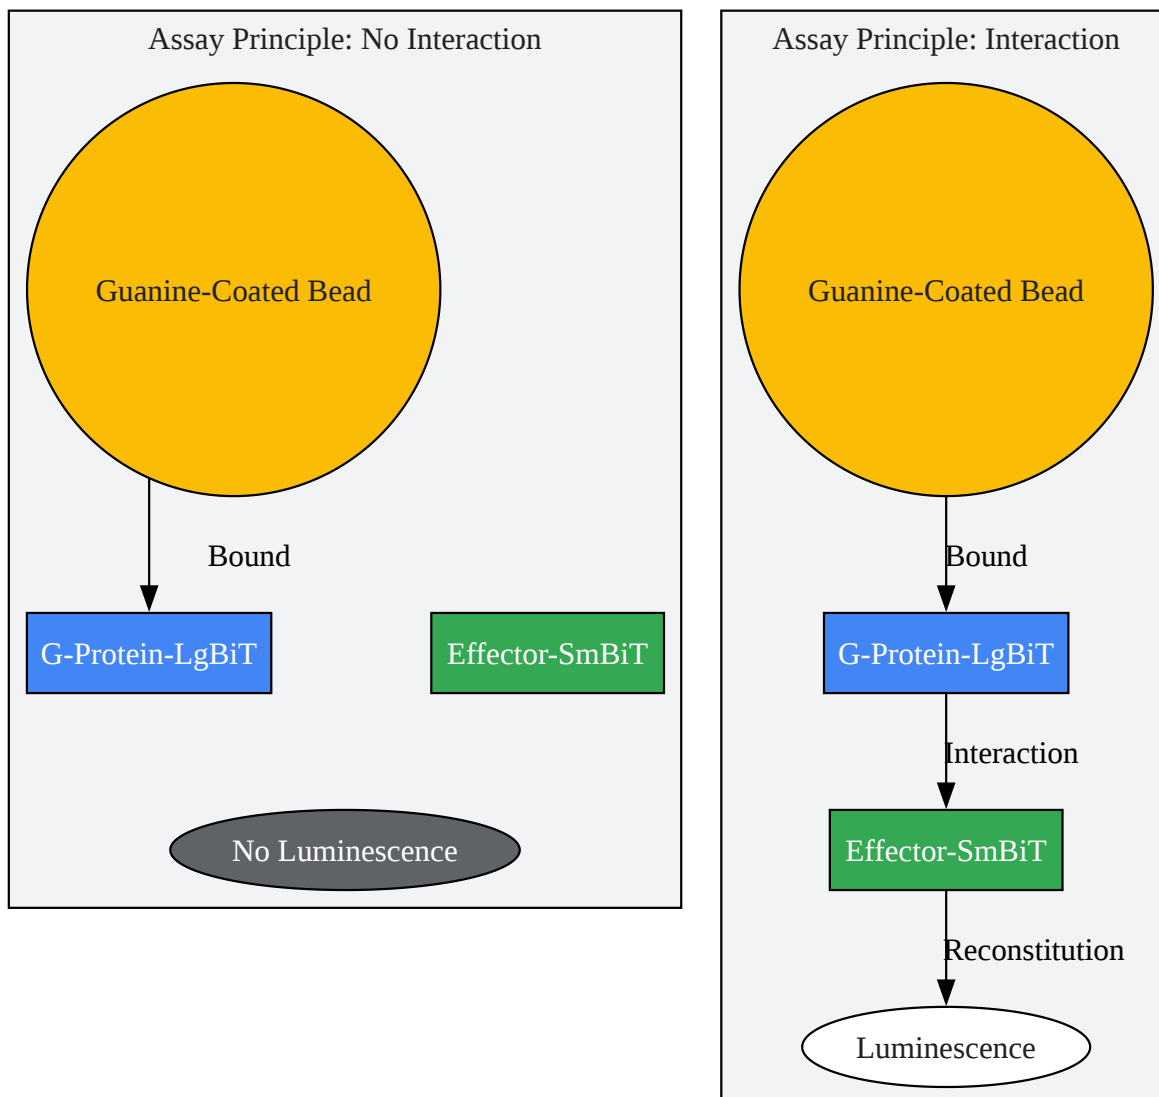 Assay Principle: No Interaction
Guanine-Coated Bead
Bound
G-Protein-LgBiT
Effector-SmBiT
No Luminescence
Assay Principle: Interaction
Guanine-Coated Bead
Bound
G-Protein-LgBiT
Interaction
Effector-SmBiT
Reconstitution
Luminescence